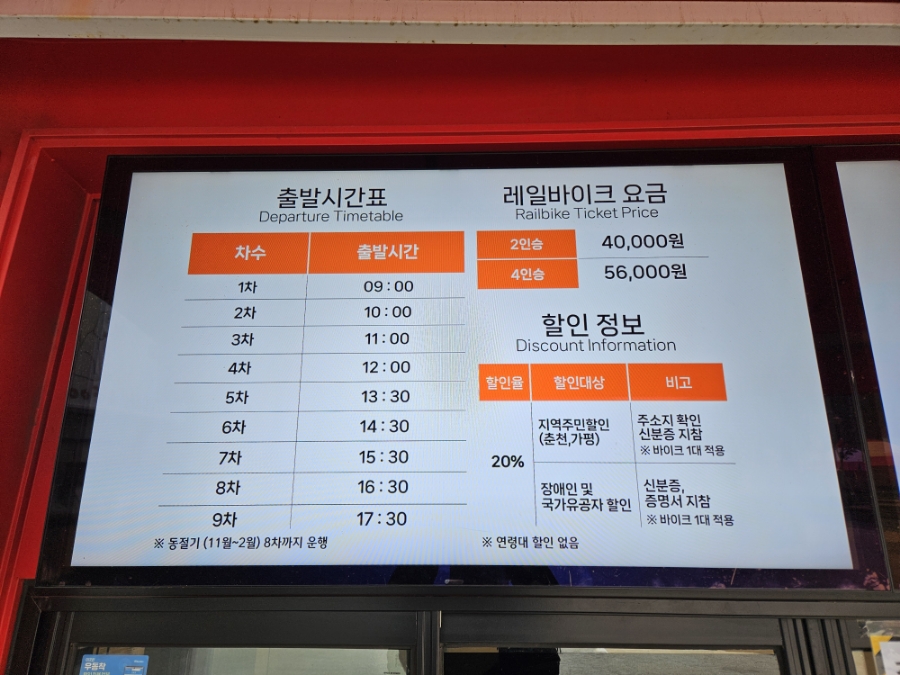 출발시간표
Departure Timetable
차수 출발시간
1차 09 : 00
2차 10 : 00
3차 11 : 00
4차 12 : 00
5차 13 : 30
6차 14 : 30
7차 15 : 30
8차 16 : 30
9차 17 : 30
※ 동절기 (11월~2월) 8차까지 운행
레일바이크 요금
Railbike Ticket Price
2인승 40,000원
4인승 56,000원
할인 정보
Discount Information
할인율 할인대상 비고
20%
지역주민할인
(춘천,가평)
주소지 확인
신분증 지참
※ 바이크 1대 적용
장애인 및
국가유공자 할인
신분증,
증명서 지참
※ 바이크 1대 적용
※ 연령대 할인 없음
무동작